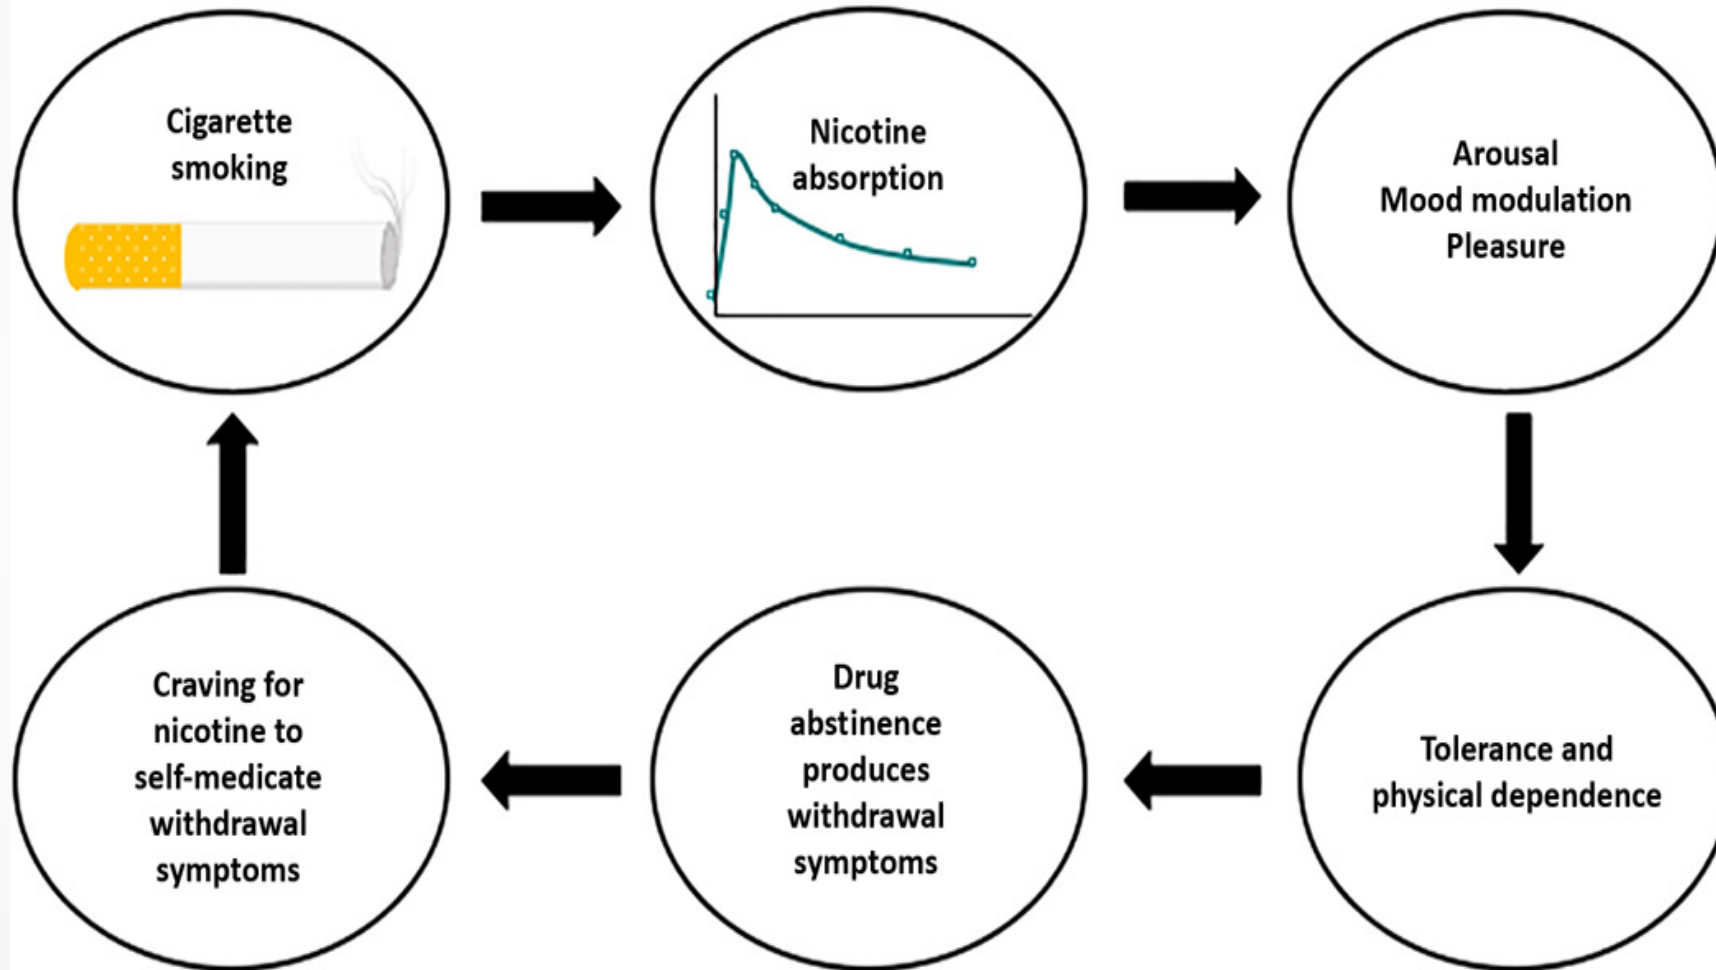 Cigarette
smoking
Nicotine
absorption
Arousal
Mood modulation
Pleasure
Tolerance and
physical dependence
Drug
abstinence
produces
withdrawal
symptoms
Craving for
nicotine to
self-medicate
withdrawal
symptoms